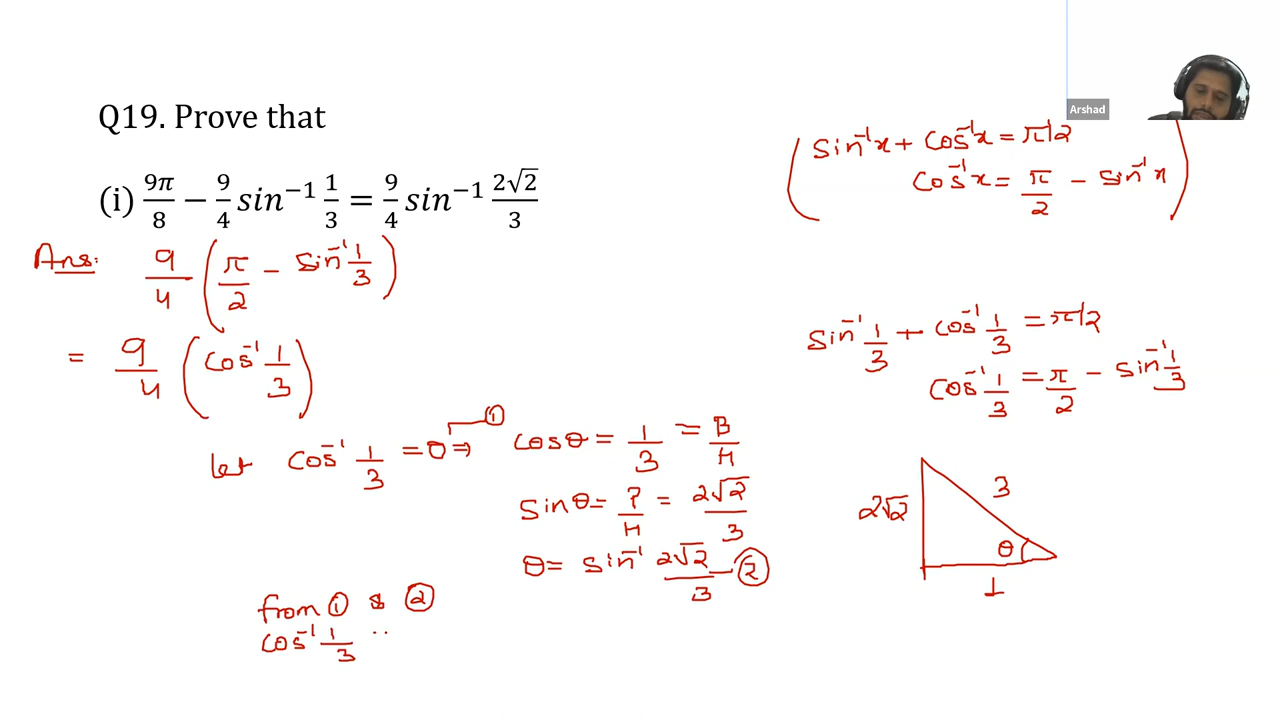 Arshad
Q19. Prove that
(i) 9π/8 − 9/4 sin⁻¹ 1/3 = 9/4 sin⁻¹ 2√2/3
(sin⁻¹x + cos⁻¹x = π/2
cos⁻¹x = π/2 − sin⁻¹x)
Ans: 9/4 (π/2 − sin⁻¹ 1/3)
= 9/4 (cos⁻¹ 1/3)
sin⁻¹ 1/3 + cos⁻¹ 1/3 = π/2
cos⁻¹ 1/3 = π/2 − sin⁻¹ 1/3
let cos⁻¹ 1/3 = θ ⇒ ① cosθ = 1/3 = B/H
sinθ = P/H = 2√2/3
θ = sin⁻¹ 2√2/3 – ②
2√2
3
θ
1
from ① & ②
cos⁻¹ 1/3